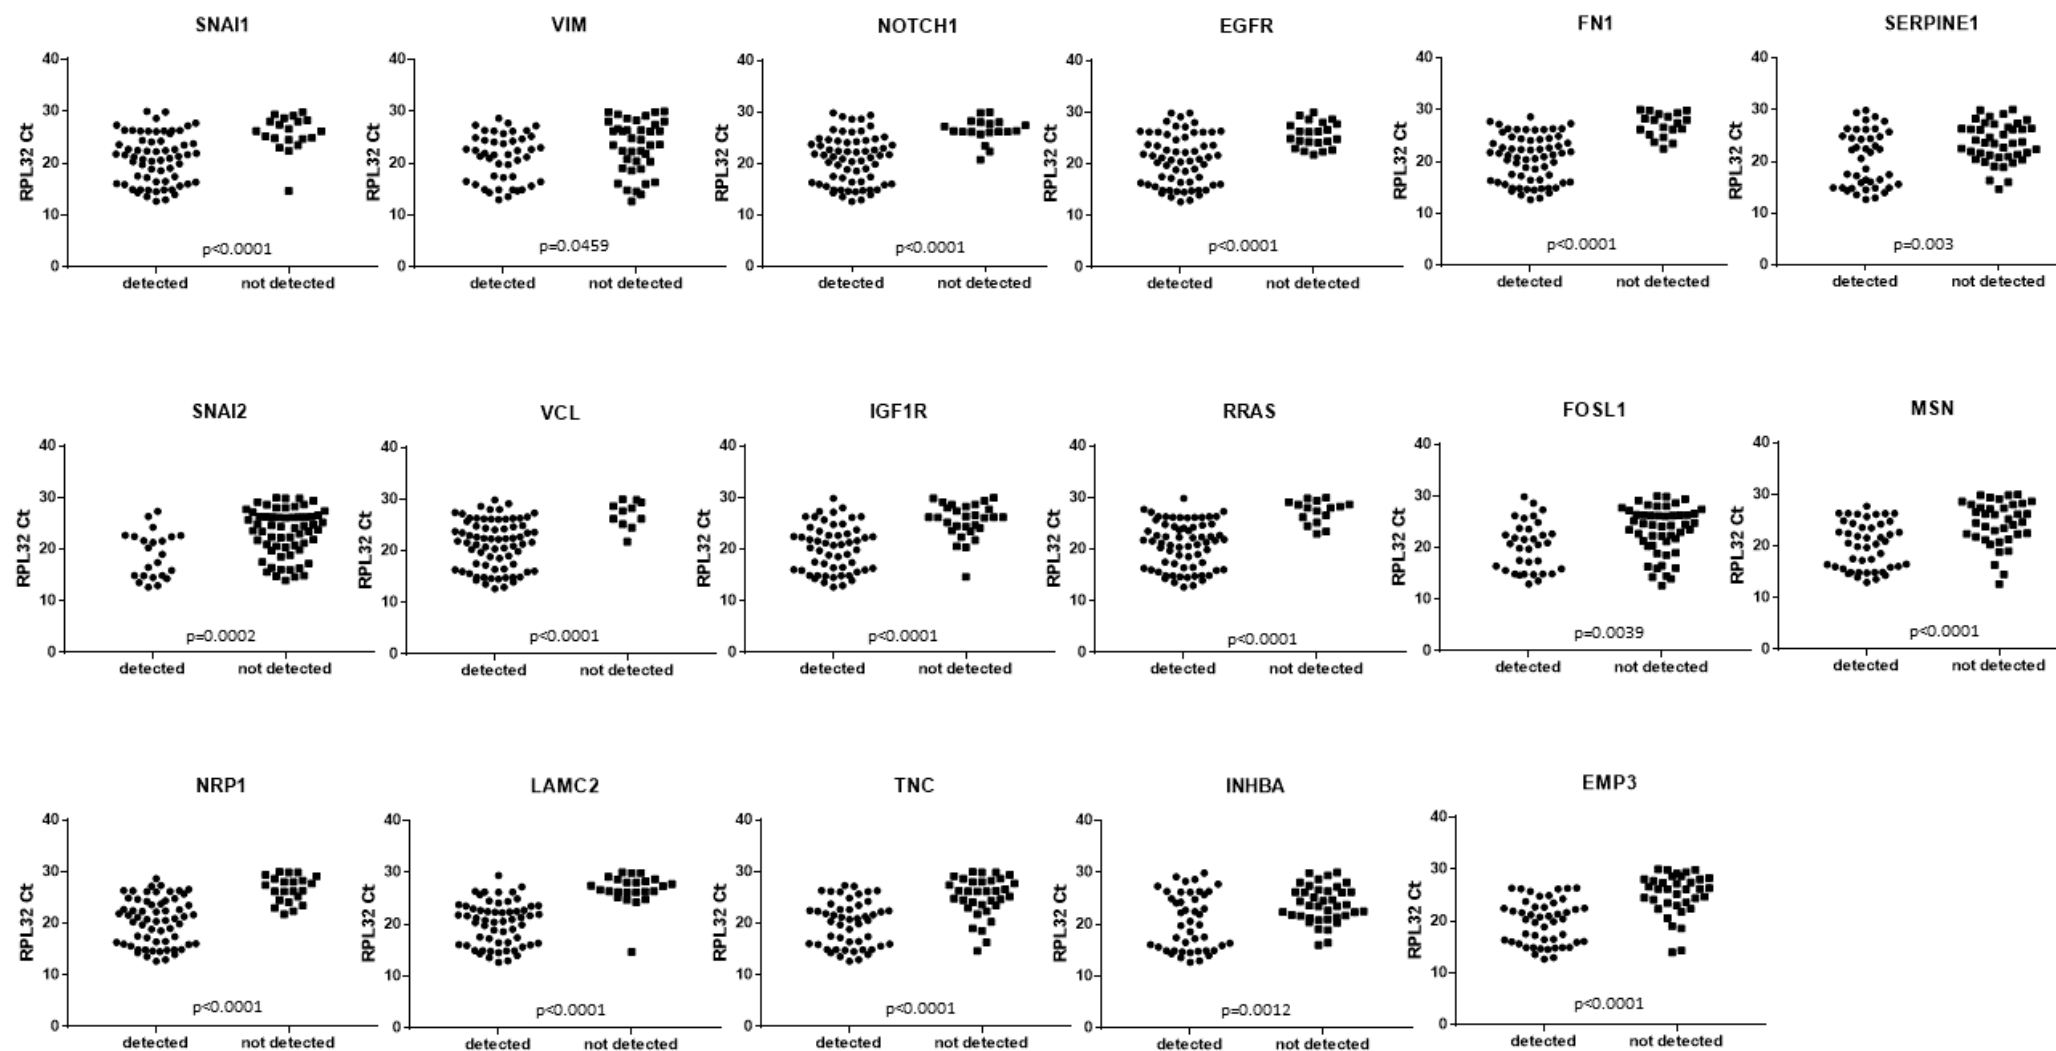 SNAI1
40
30
20
10
0
RPL32 Ct
p<0.0001
detected not detected
VIM
40
30
20
10
0
RPL32 Ct
p=0.0459
detected not detected
NOTCH1
40
30
20
10
0
RPL32 Ct
p<0.0001
detected not detected
EGFR
40
30
20
10
0
RPL32 Ct
p<0.0001
detected not detected
FN1
40
30
20
10
0
RPL32 Ct
p<0.0001
detected not detected
SERPINE1
40
30
20
10
0
RPL32 Ct
p=0.003
detected not detected
SNAI2
40
30
20
10
0
RPL32 Ct
p=0.0002
detected not detected
VCL
40
30
20
10
0
RPL32 Ct
p<0.0001
detected not detected
IGF1R
40
30
20
10
0
RPL32 Ct
p<0.0001
detected not detected
RRAS
40
30
20
10
0
RPL32 Ct
p<0.0001
detected not detected
FOSL1
40
30
20
10
0
RPL32 Ct
p=0.0039
detected not detected
MSN
40
30
20
10
0
RPL32 Ct
p<0.0001
detected not detected
NRP1
40
30
20
10
0
RPL32 Ct
p<0.0001
detected not detected
LAMC2
40
30
20
10
0
RPL32 Ct
p<0.0001
detected not detected
TNC
40
30
20
10
0
RPL32 Ct
p<0.0001
detected not detected
INHBA
40
30
20
10
0
RPL32 Ct
p=0.0012
detected not detected
EMP3
40
30
20
10
0
RPL32 Ct
p<0.0001
detected not detected